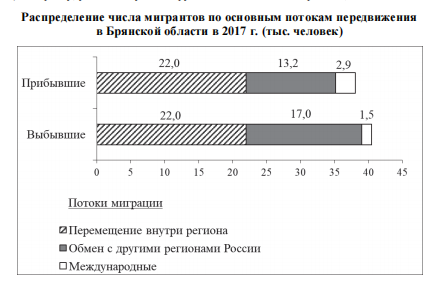 Распределение числа мигрантов по основным потокам передвижения
в Брянской области в 2017 г. (тыс. человек)
22,0 13,2 2,9
Прибывшие
22,0 17,0 1,5
Выбывшие
0 5 10 15 20 25 30 35 40 45
Потоки миграции
Перемещение внутри региона
Обмен с другими регионами России
Международные